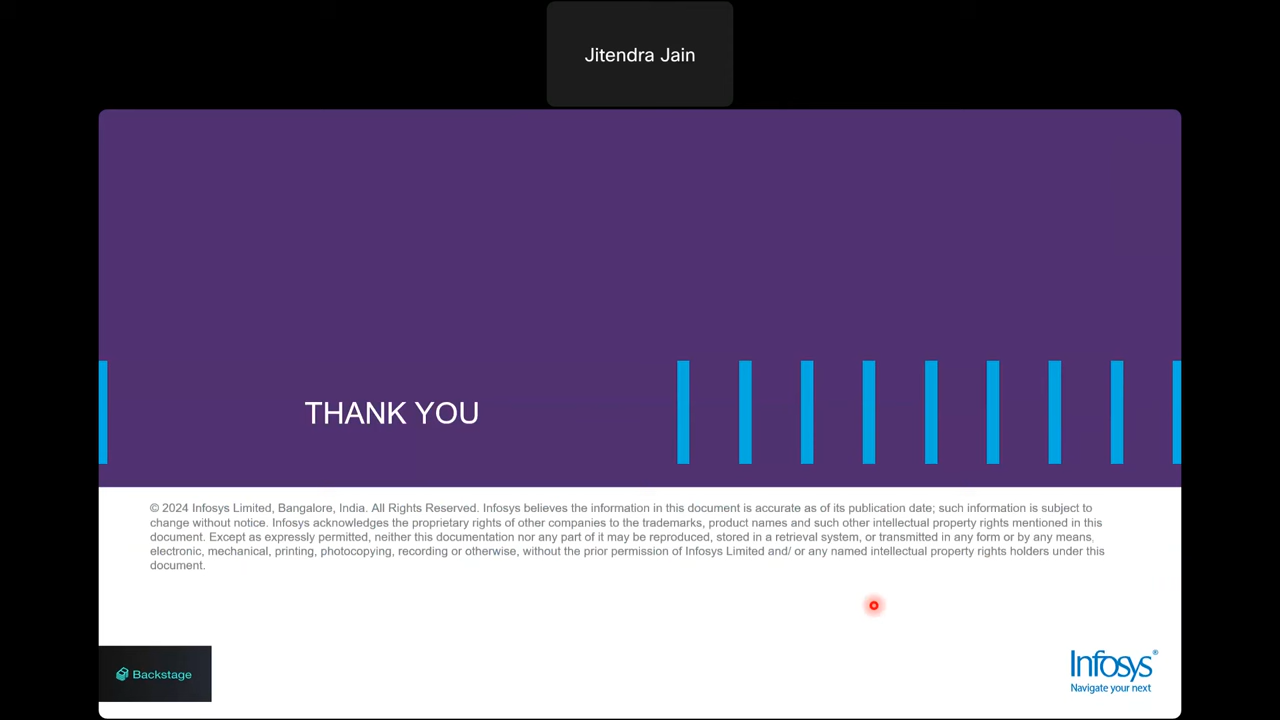 Jitendra Jain
THANK YOU
© 2024 Infosys Limited, Bangalore, India. All Rights Reserved. Infosys believes the information in this document is accurate as of its publication date; such information is subject to
change without notice. Infosys acknowledges the proprietary rights of other companies to the trademarks, product names and such other intellectual property rights mentioned in this
document. Except as expressly permitted, neither this documentation nor any part of it may be reproduced, stored in a retrieval system, or transmitted in any form or by any means,
electronic, mechanical, printing, photocopying, recording or otherwise, without the prior permission of Infosys Limited and/ or any named intellectual property rights holders under this
document.
Backstage
Infosys®
Navigate your next